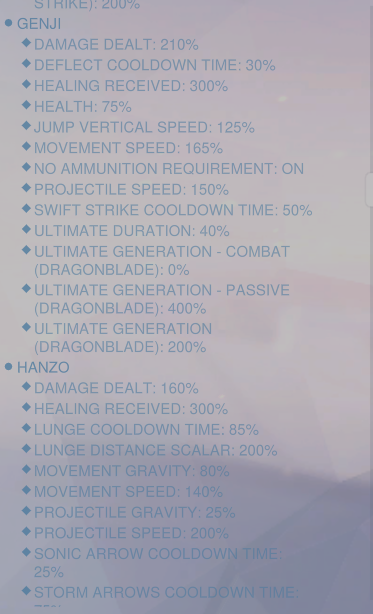 STRIKE): 200%
GENJI
DAMAGE DEALT: 210%
DEFLECT COOLDOWN TIME: 30%
HEALING RECEIVED: 300%
HEALTH: 75%
JUMP VERTICAL SPEED: 125%
MOVEMENT SPEED: 165%
NO AMMUNITION REQUIREMENT: ON
PROJECTILE SPEED: 150%
SWIFT STRIKE COOLDOWN TIME: 50%
ULTIMATE DURATION: 40%
ULTIMATE GENERATION - COMBAT
(DRAGONBLADE): 0%
ULTIMATE GENERATION - PASSIVE
(DRAGONBLADE): 400%
ULTIMATE GENERATION
(DRAGONBLADE): 200%
HANZO
DAMAGE DEALT: 160%
HEALING RECEIVED: 300%
LUNGE COOLDOWN TIME: 85%
LUNGE DISTANCE SCALAR: 200%
MOVEMENT GRAVITY: 80%
MOVEMENT SPEED: 140%
PROJECTILE GRAVITY: 25%
PROJECTILE SPEED: 200%
SONIC ARROW COOLDOWN TIME:
25%
STORM ARROWS COOLDOWN TIME: